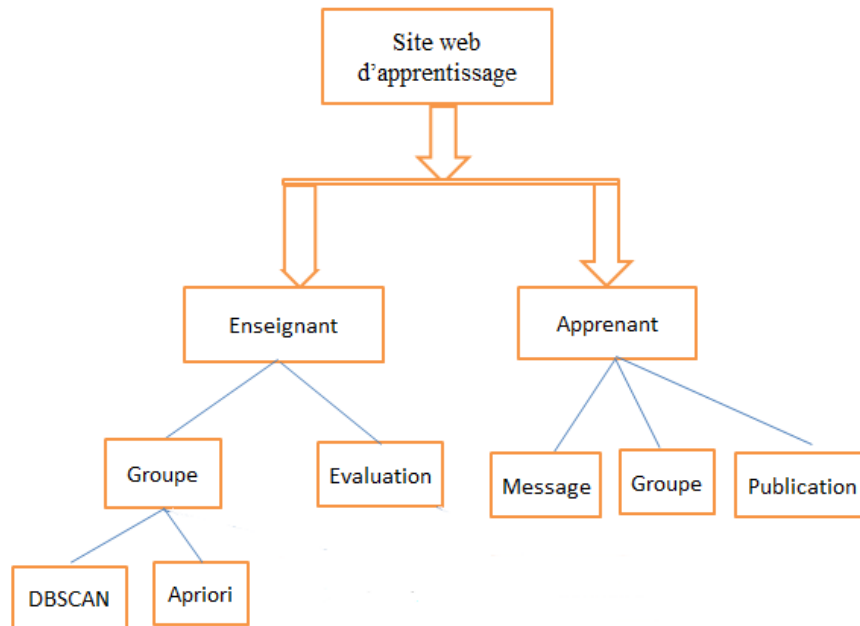 Site web
d'apprentissage
Enseignant
Apprenant
Groupe
Evaluation
Message
Groupe
Publication
DBSCAN
Apriori